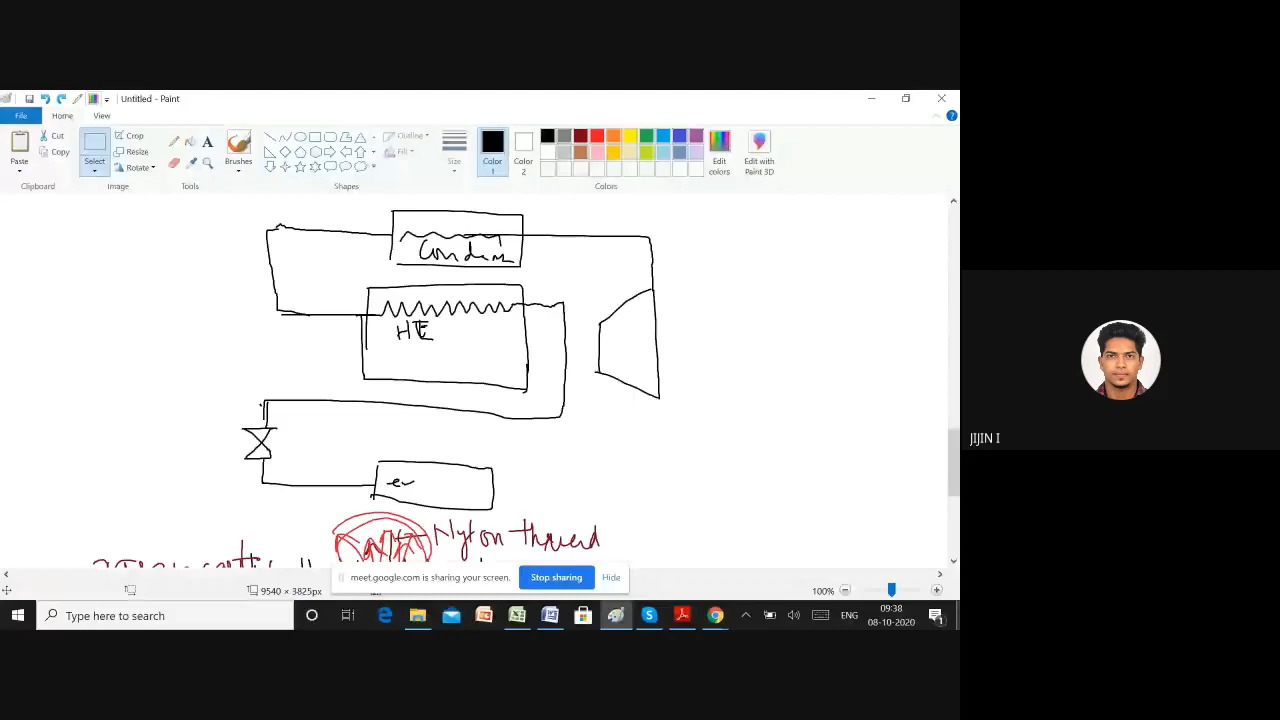 Untitled - Paint
File Home View
Cut
Copy
Paste
Clipboard
Select
Crop
Resize
Rotate
Image
Tools
Brushes
Outline
Fill
Shapes
Size
Color 1
Color 2
Edit colors
Edit with Paint 3D
Colors
HE
ev
Nylon thread
JIJIN I
meet.google.com is sharing your screen. Stop sharing Hide
9540 × 3825px
100%
Type here to search
ENG
09:38
08-10-2020
1